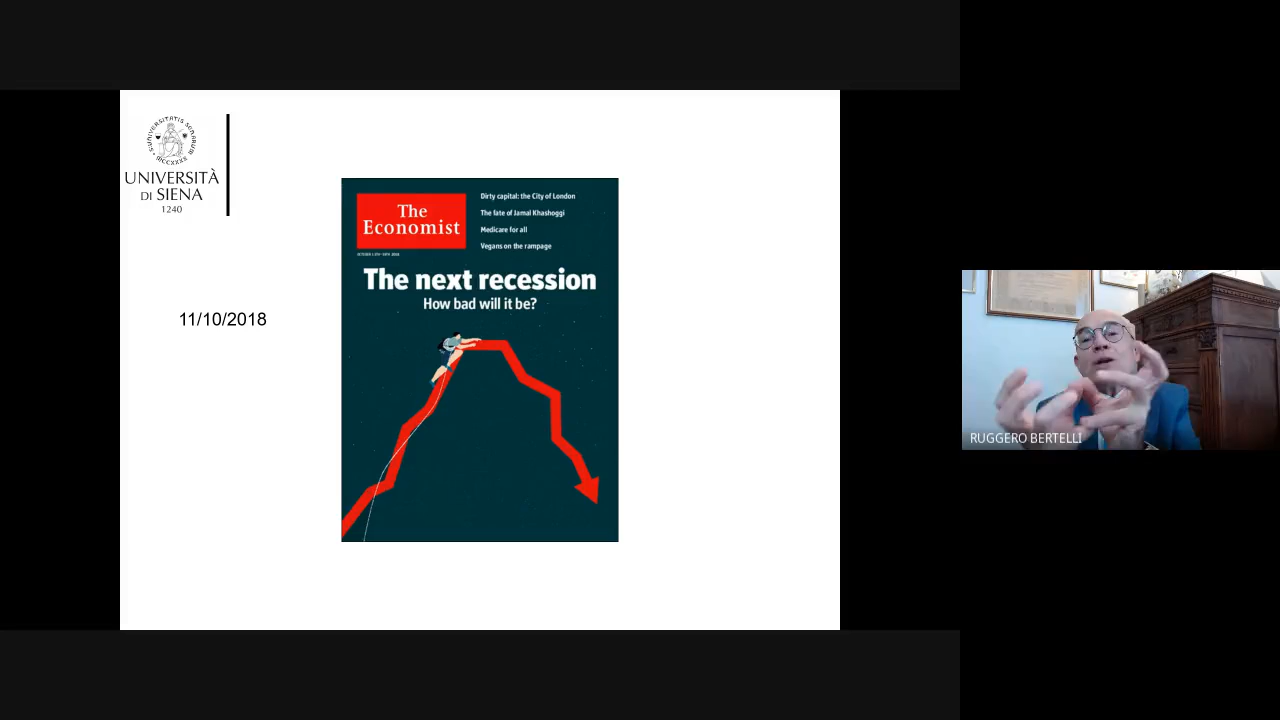 UNIVERSITÀ
DI SIENA
1240
11/10/2018
The
Economist
Dirty capital: the City of London
The fate of Jamal Khashoggi
Medicare for all
Vegans on the rampage
The next recession
How bad will it be?
RUGGERO BERTELLI